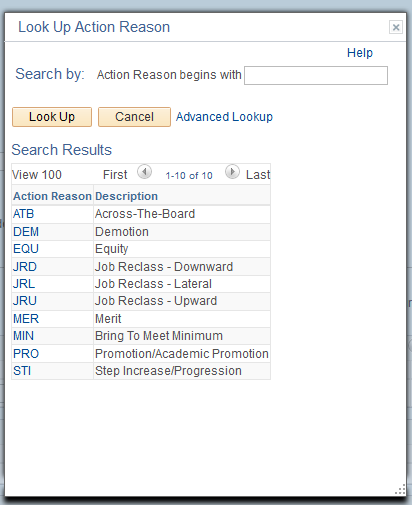 Look Up Action Reason
Help
Search by: Action Reason begins with
Look Up Cancel Advanced Lookup
Search Results
View 100 First 1-10 of 10 Last
Action Reason Description
ATB Across-The-Board
DEM Demotion
EQU Equity
JRD Job Reclass - Downward
JRL Job Reclass - Lateral
JRU Job Reclass - Upward
MER Merit
MIN Bring To Meet Minimum
PRO Promotion/Academic Promotion
STI Step Increase/Progression